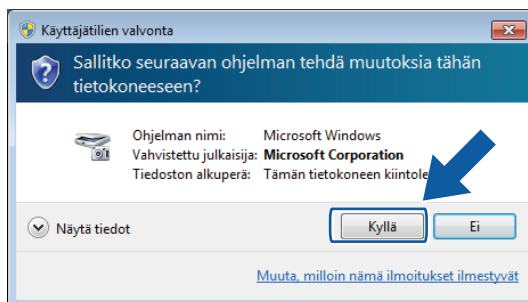 Käyttäjätilien valvonta
Sallitko seuraavan ohjelman tehdä muutoksia tähän
tietokoneeseen?
Ohjelman nimi: Microsoft Windows
Vahvistettu julkaisija: Microsoft Corporation
Tiedoston alkuperä: Tämän tietokoneen
Näytä tiedot Kyllä Ei
Muuta, milloin nämä ilmoitukset ilmestyvät